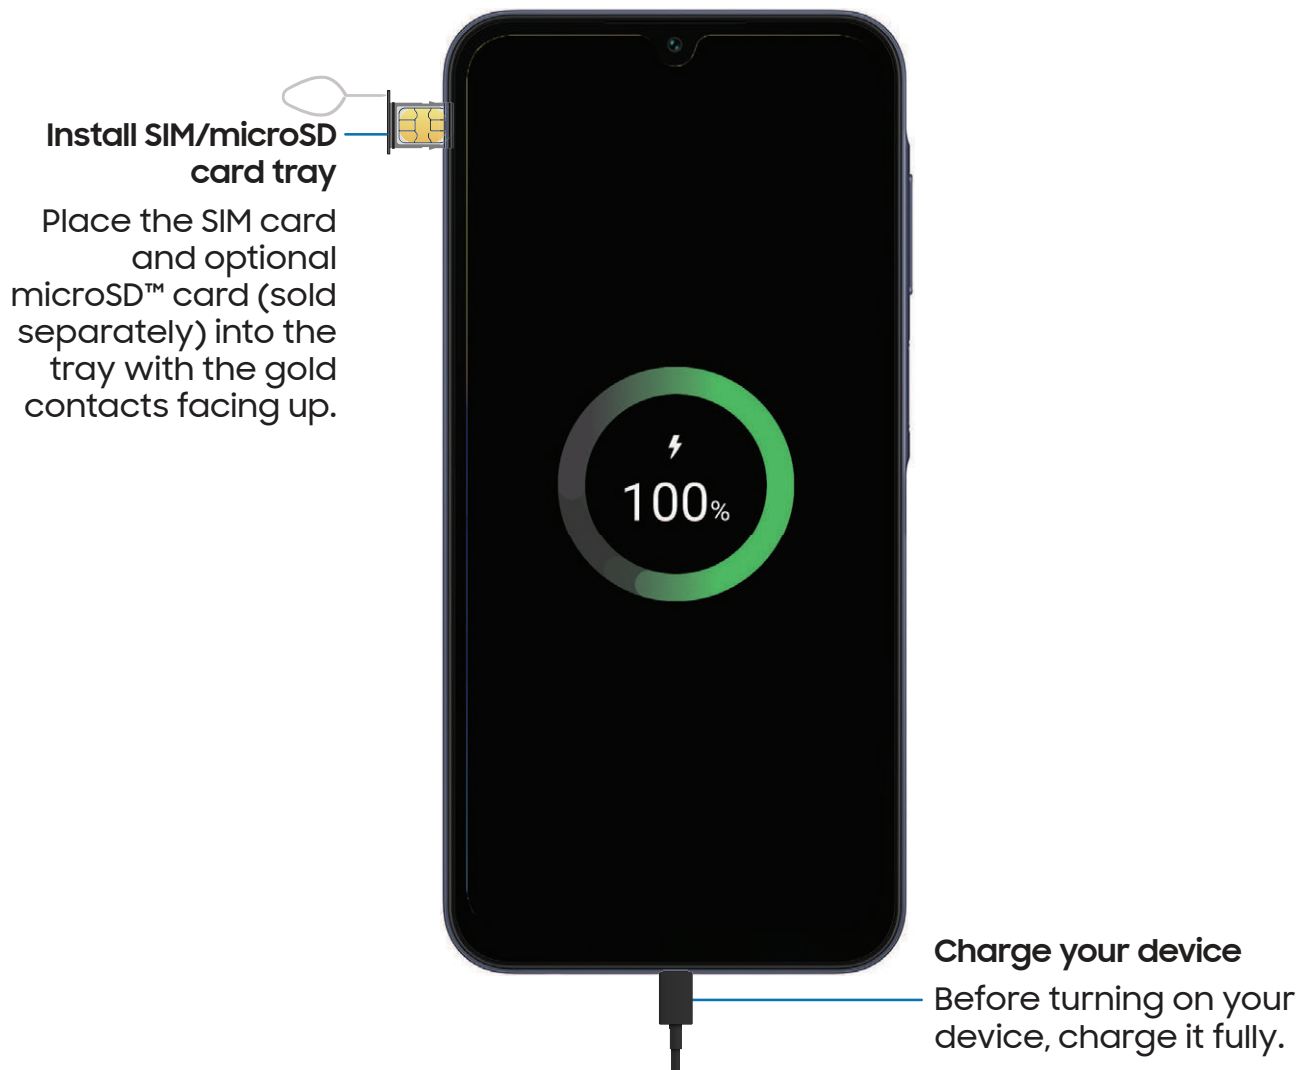 Install SIM/microSD
card tray
Place the SIM card
and optional
microSD™ card (sold
separately) into the
tray with the gold
contacts facing up.
100%
Charge your device
Before turning on your
device, charge it fully.